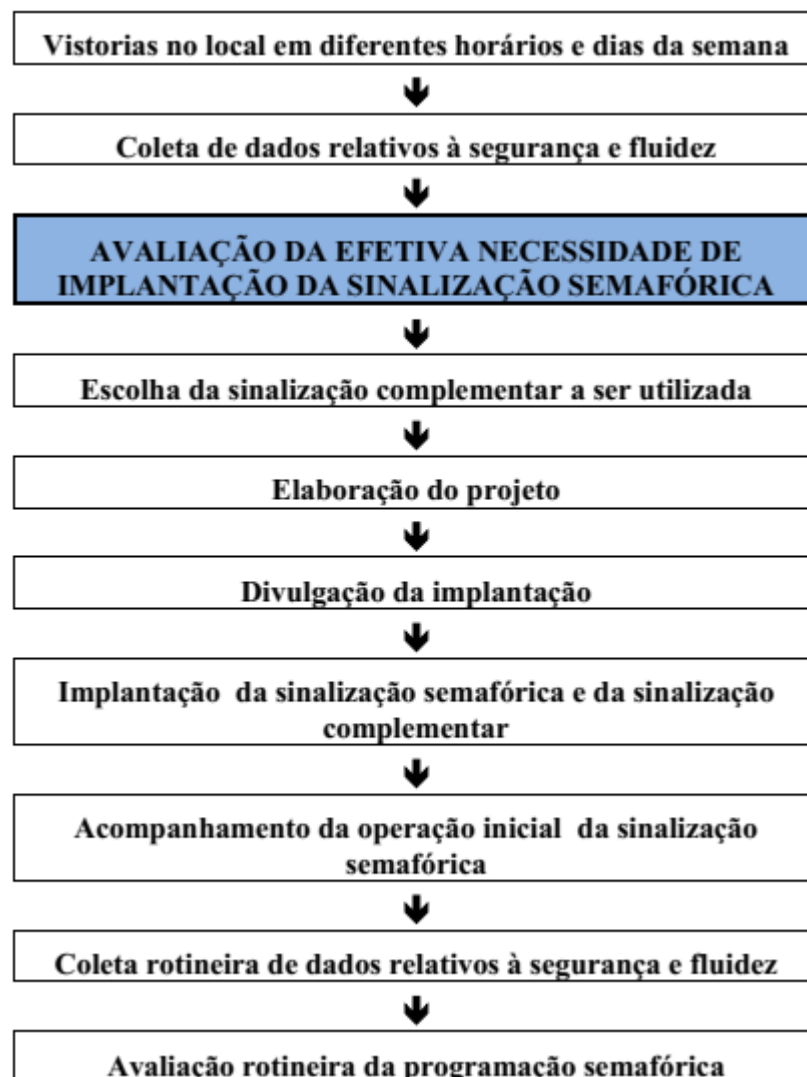 Vistorias no local em diferentes horários e dias da semana
Coleta de dados relativos à segurança e fluidez
AVALIAÇÃO DA EFETIVA NECESSIDADE DE
IMPLANTAÇÃO DA SINALIZAÇÃO SEMAFÓRICA
Escolha da sinalização complementar a ser utilizada
Elaboração do projeto
Divulgação da implantação
Implantação da sinalização semafórica e da sinalização
complementar
Acompanhamento da operação inicial da sinalização
semafórica
Coleta rotineira de dados relativos à segurança e fluidez
Avaliação rotineira da programação semafórica